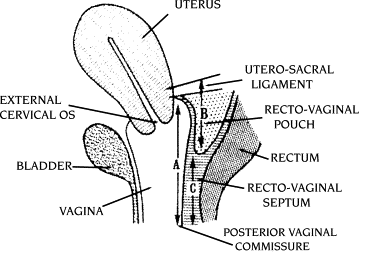 UTERUS
UTERO-SACRAL
LIGAMENT
EXTERNAL
CERVICAL OS
B
RECTO-VAGINAL
POUCH
A
RECTUM
BLADDER
C
RECTO-VAGINAL
SEPTUM
VAGINA
POSTERIOR VAGINAL
COMMISSURE